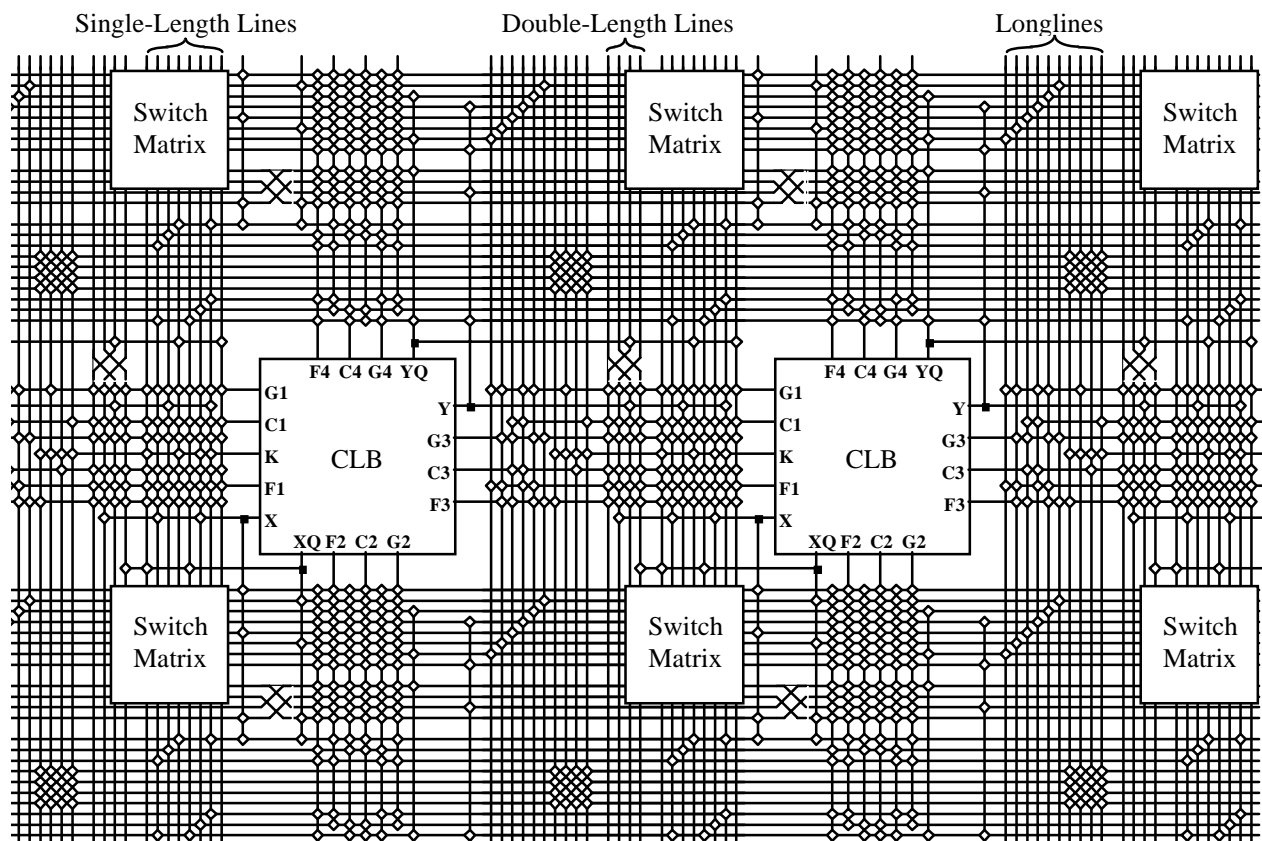 Single-Length Lines Double-Length Lines Longlines
Switch Matrix
Switch Matrix
Switch Matrix
F4 C4 G4 YQ
G1
Y
C1
G3
K
CLB
C3
F1
F3
X
XQ F2 C2 G2
F4 C4 G4 YQ
G1
Y
C1
G3
K
CLB
C3
F1
F3
X
XQ F2 C2 G2
Switch Matrix
Switch Matrix
Switch Matrix